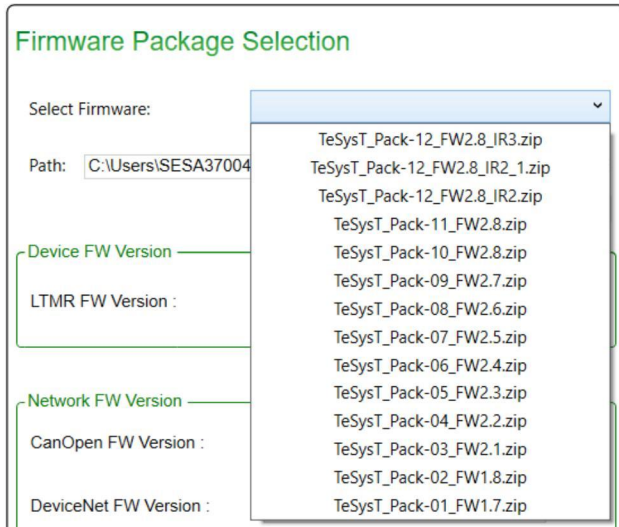 Firmware Package Selection
Select Firmware:
TeSysT_Pack-12_FW2.8_IR3.zip
TeSysT_Pack-12_FW2.8_IR2_1.zip
Path: C:\Users\SESA37004
TeSysT_Pack-12_FW2.8_IR2.zip
TeSysT_Pack-11_FW2.8.zip
Device FW Version
TeSysT_Pack-10_FW2.8.zip
TeSysT_Pack-09_FW2.7.zip
LTMR FW Version :
TeSysT_Pack-08_FW2.6.zip
TeSysT_Pack-07_FW2.5.zip
TeSysT_Pack-06_FW2.4.zip
TeSysT_Pack-05_FW2.3.zip
Network FW Version
TeSysT_Pack-04_FW2.2.zip
CanOpen FW Version :
TeSysT_Pack-03_FW2.1.zip
TeSysT_Pack-02_FW1.8.zip
DeviceNet FW Version :
TeSysT_Pack-01_FW1.7.zip